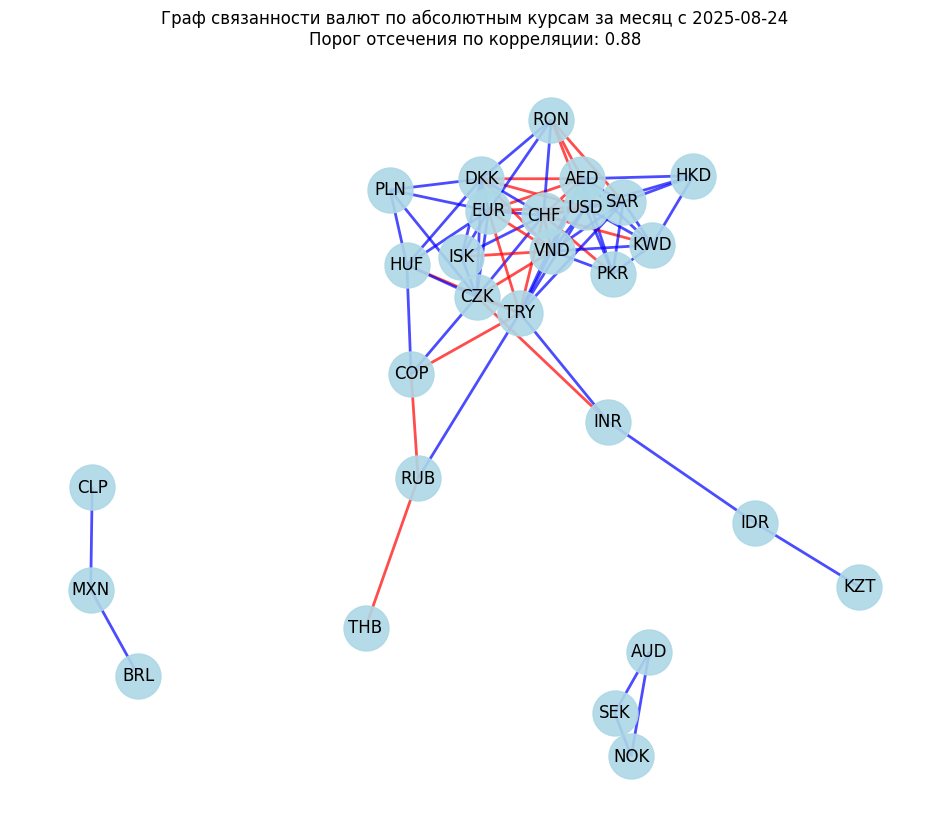 Граф связанности валют по абсолютным курсам за месяц с 2025-08-24
Порог отсечения по корреляции: 0.88
RON
HKD
DKK
AED
PLN
SAR
USD
EUR
CHF
KWD
VND
ISK
HUF
PKR
CZK
TRY
COP
INR
RUB
CLP
IDR
MXN
KZT
THB
AUD
BRL
SEK
NOK